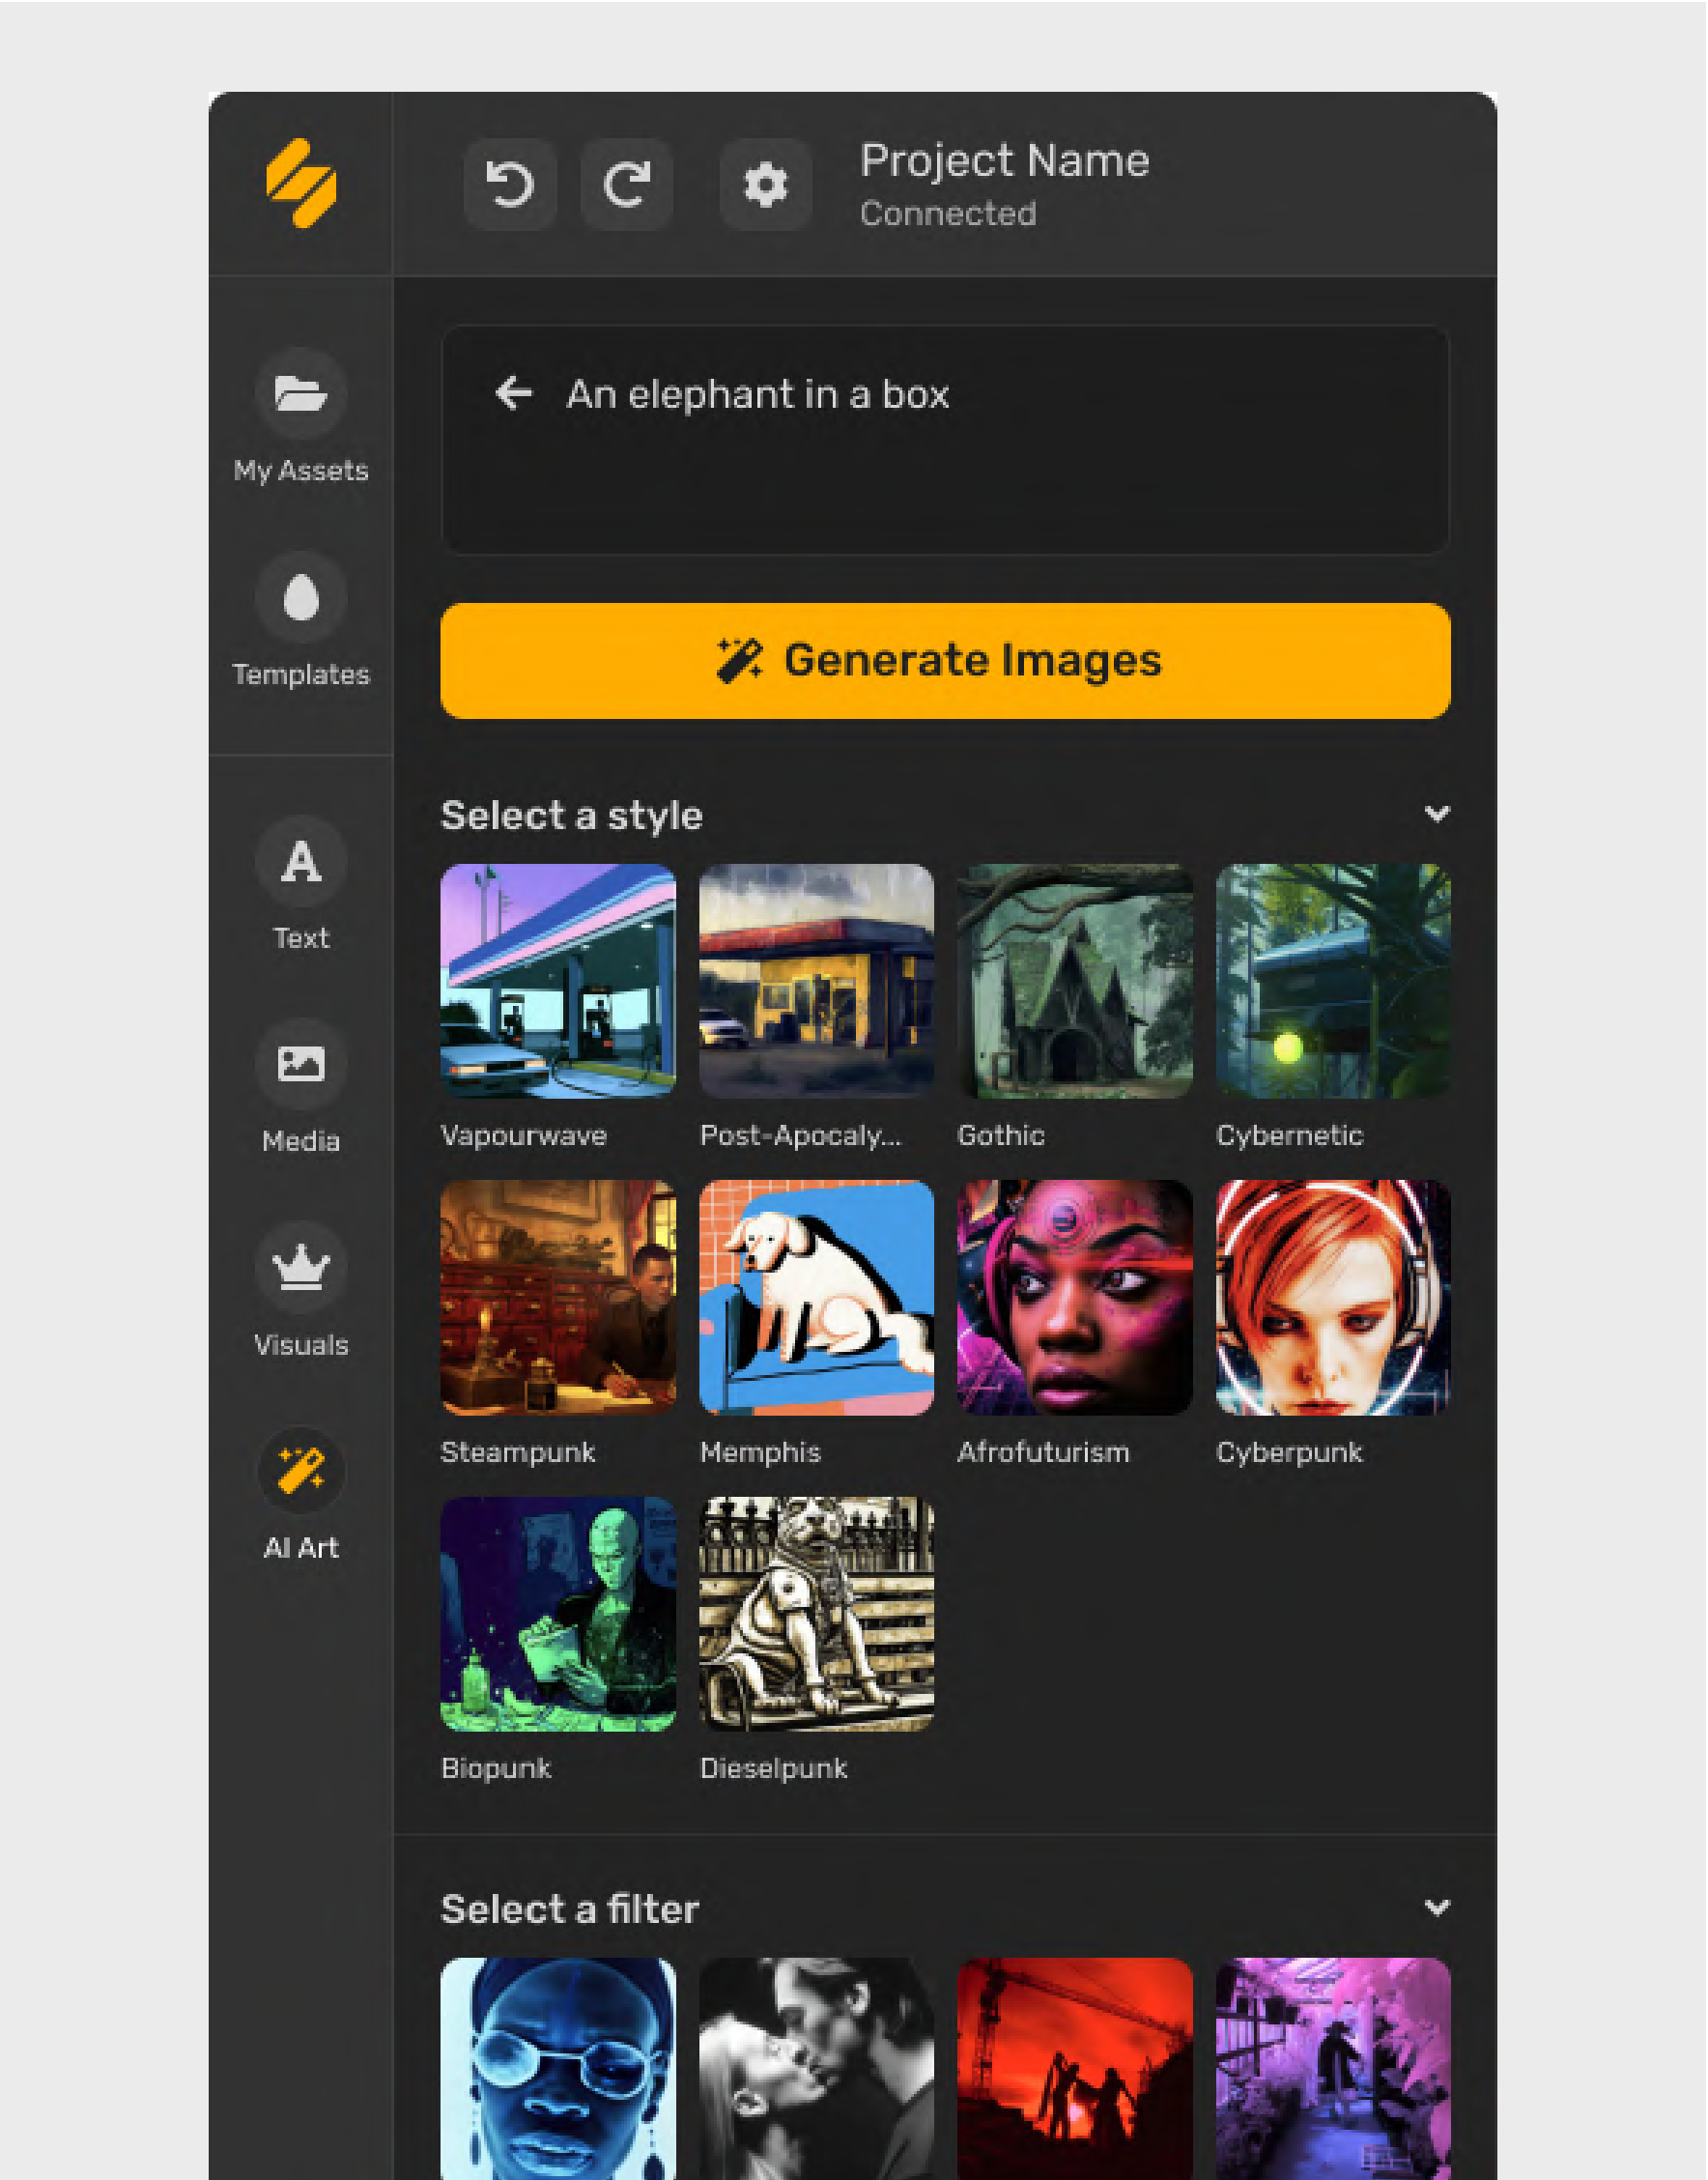 Project Name
Connected
My Assets
Templates
Text
Media
Visuals
AI Art
An elephant in a box
Generate Images
Select a style
Vapourwave
Post-Apocaly...
Gothic
Cybernetic
Steampunk
Memphis
Afrofuturism
Cyberpunk
Biopunk
Dieselpunk
Select a filter